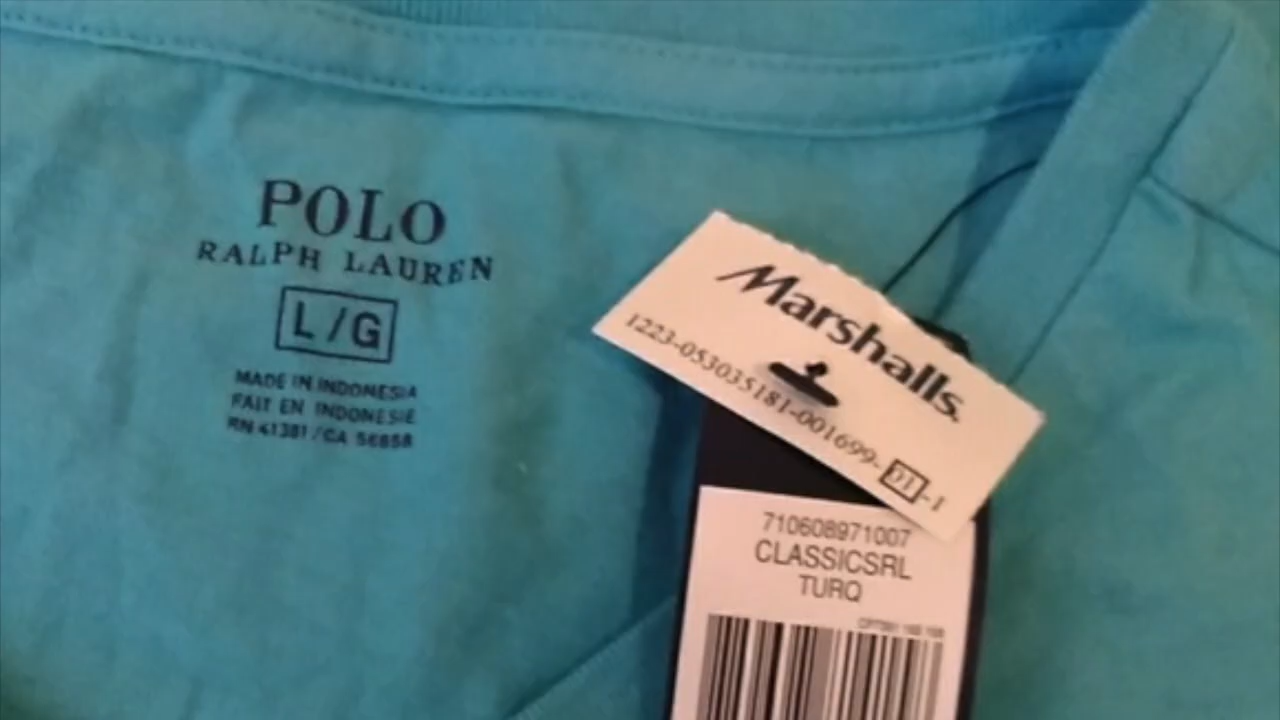 POLO
RALPH LAUREN
L/G
MADE IN INDONESIA
FAIT EN INDONESIE
RN 41381/CA 56858
Marshalls.
1223-053035181-001699-01-1
710608971007
CLASSICSRL
TURQ